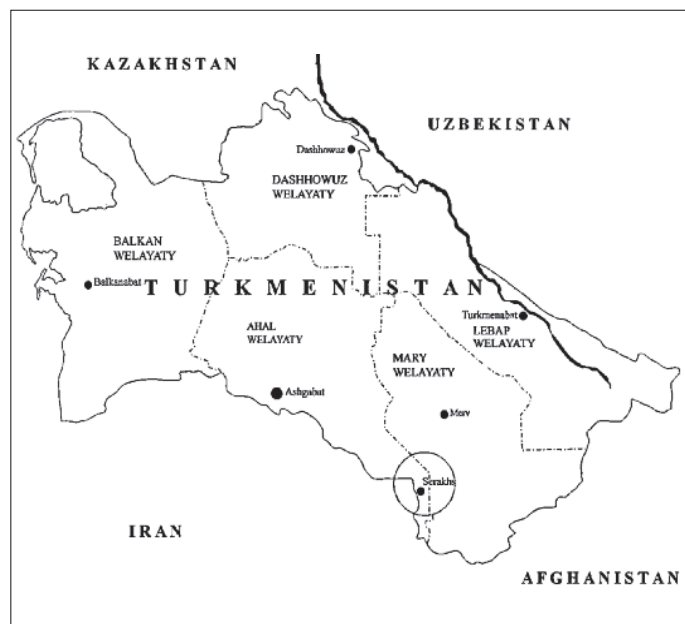 KAZAKHSTAN
UZBEKISTAN
Dashhowuz
DASHHOWUZ
WELAYATY
BALKAN
WELAYATY
Balkanabat
TURKMENISTAN
Turkmenabat
LEBAP
WELAYATY
AHAL
WELAYATY
MARY
WELAYATY
Ashgabat
Merv
Serakhs
IRAN
AFGHANISTAN